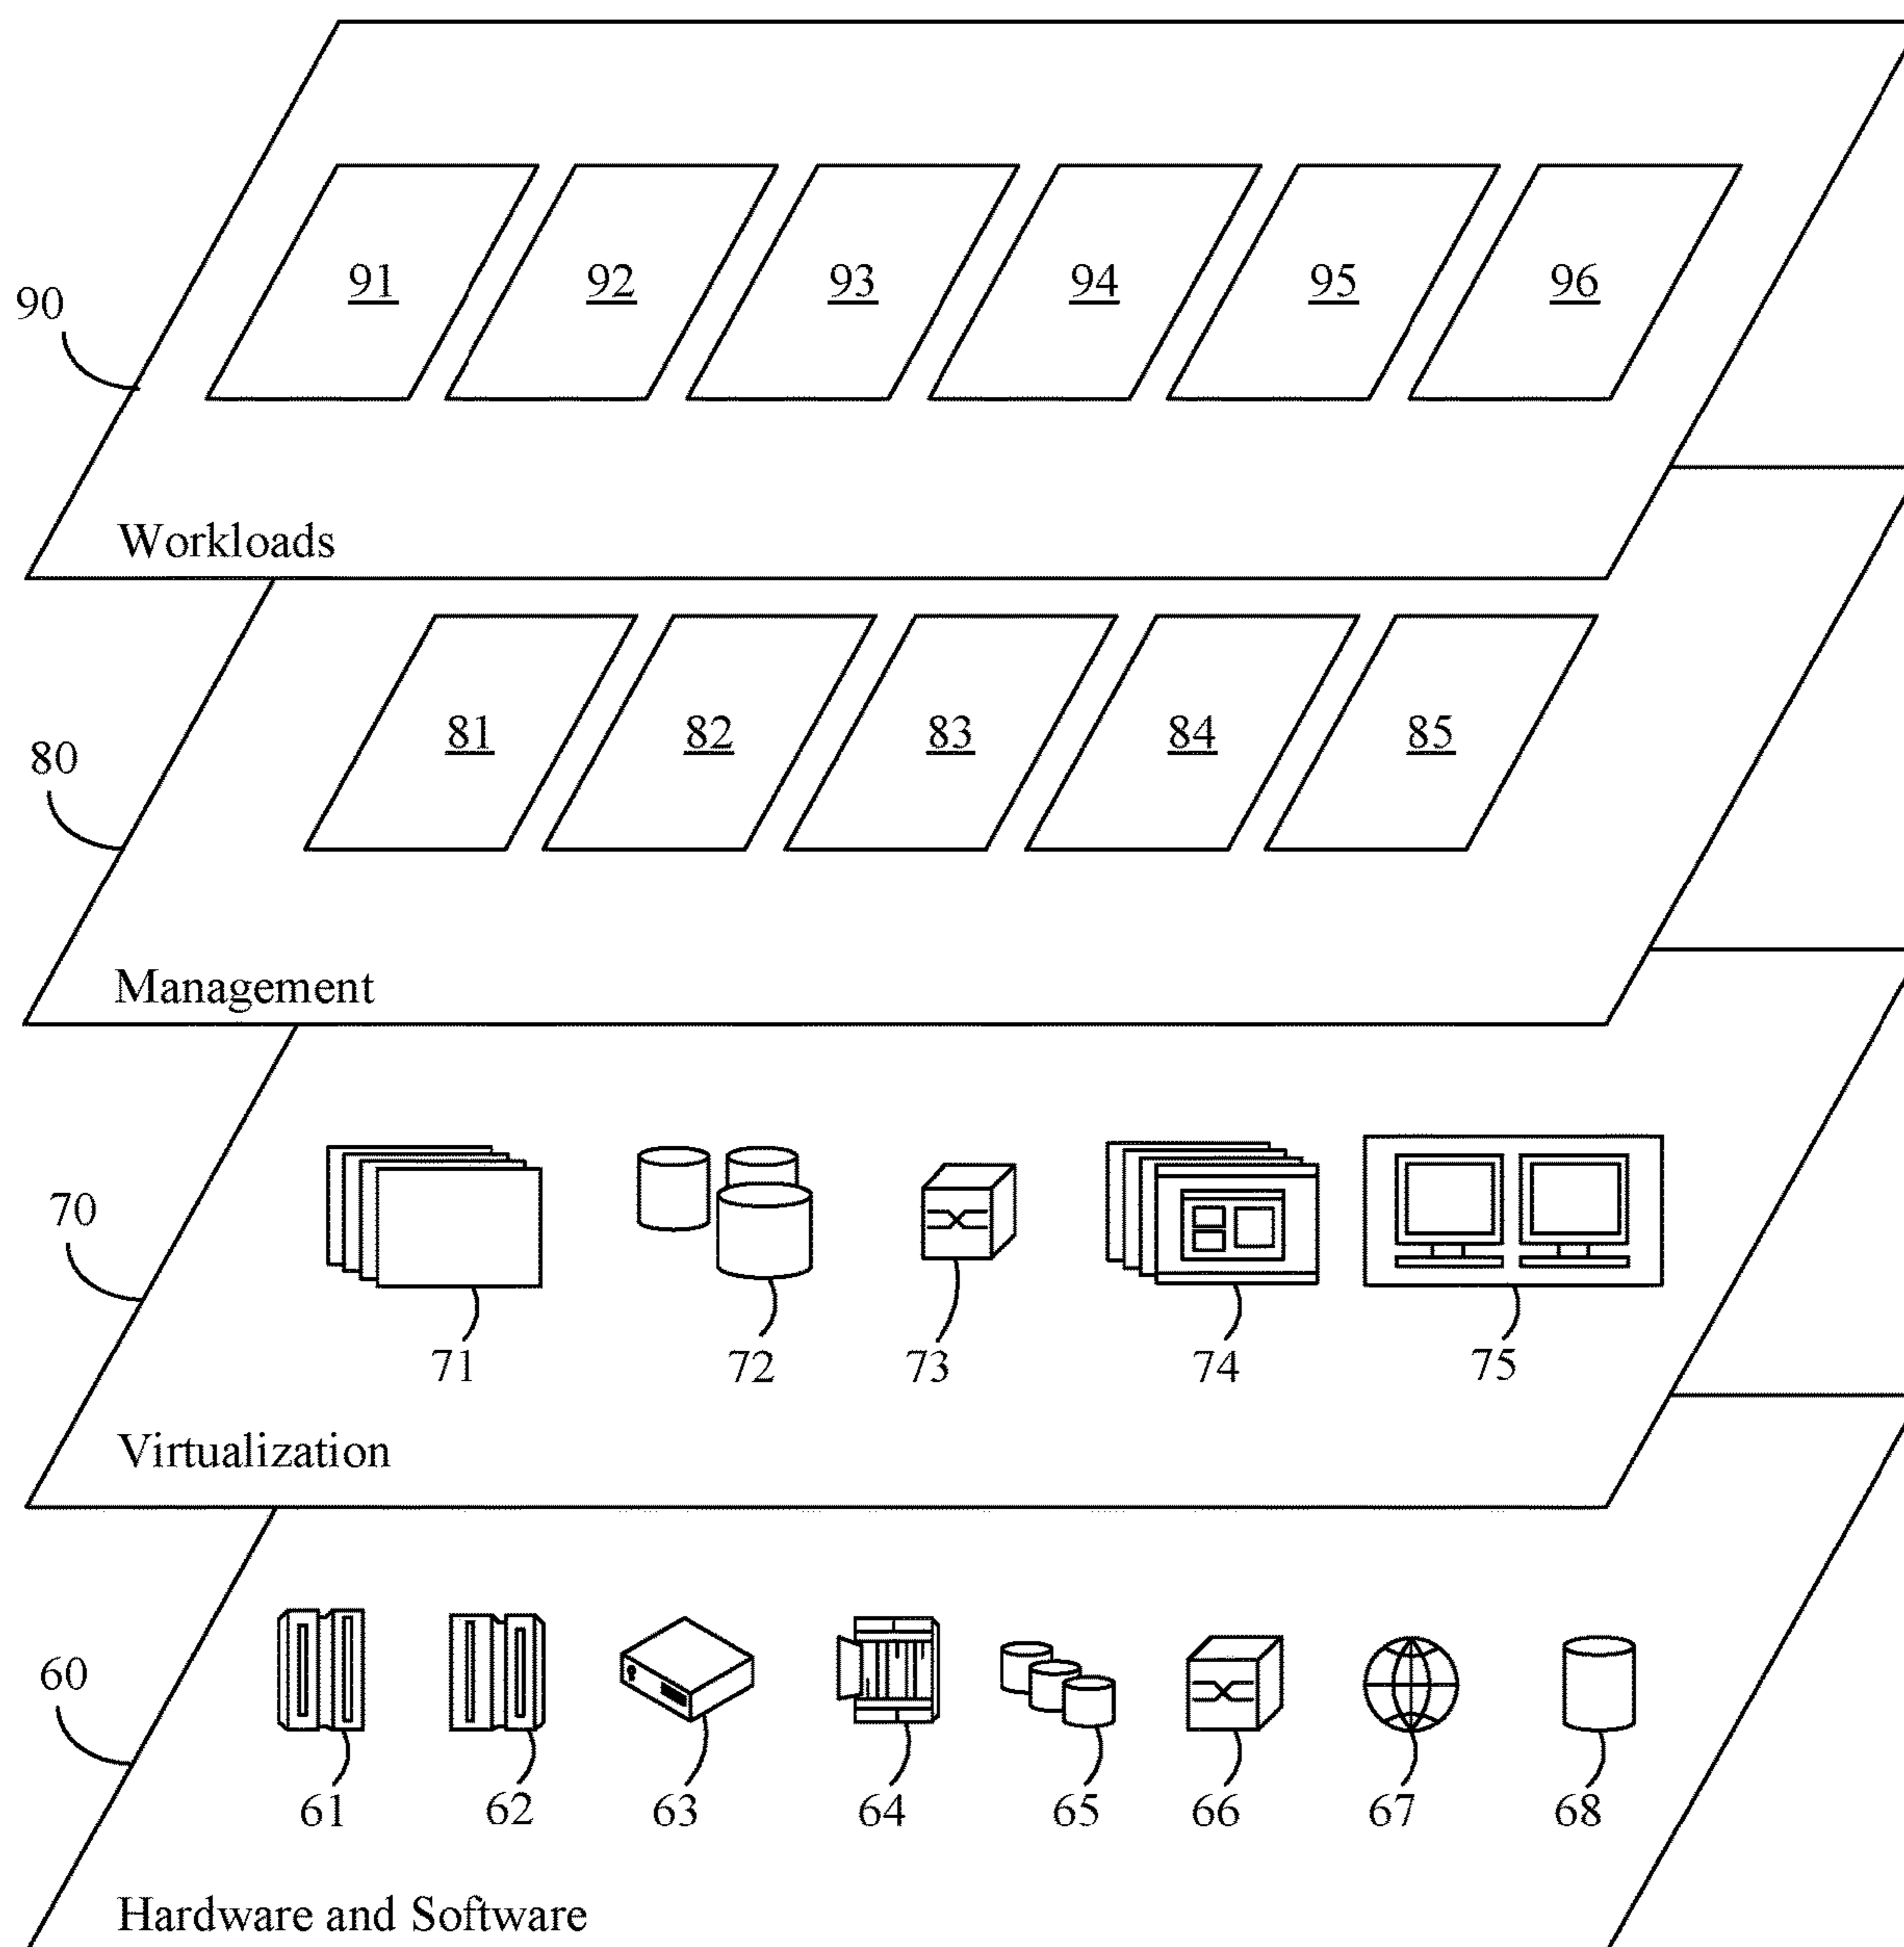 91 92 93 94 95 96
90
Workloads
81 82 83 84 85
80
Management
70
71 72 73 74 75
Virtualization
60
61 62 63 64 65 66 67 68
Hardware and Software